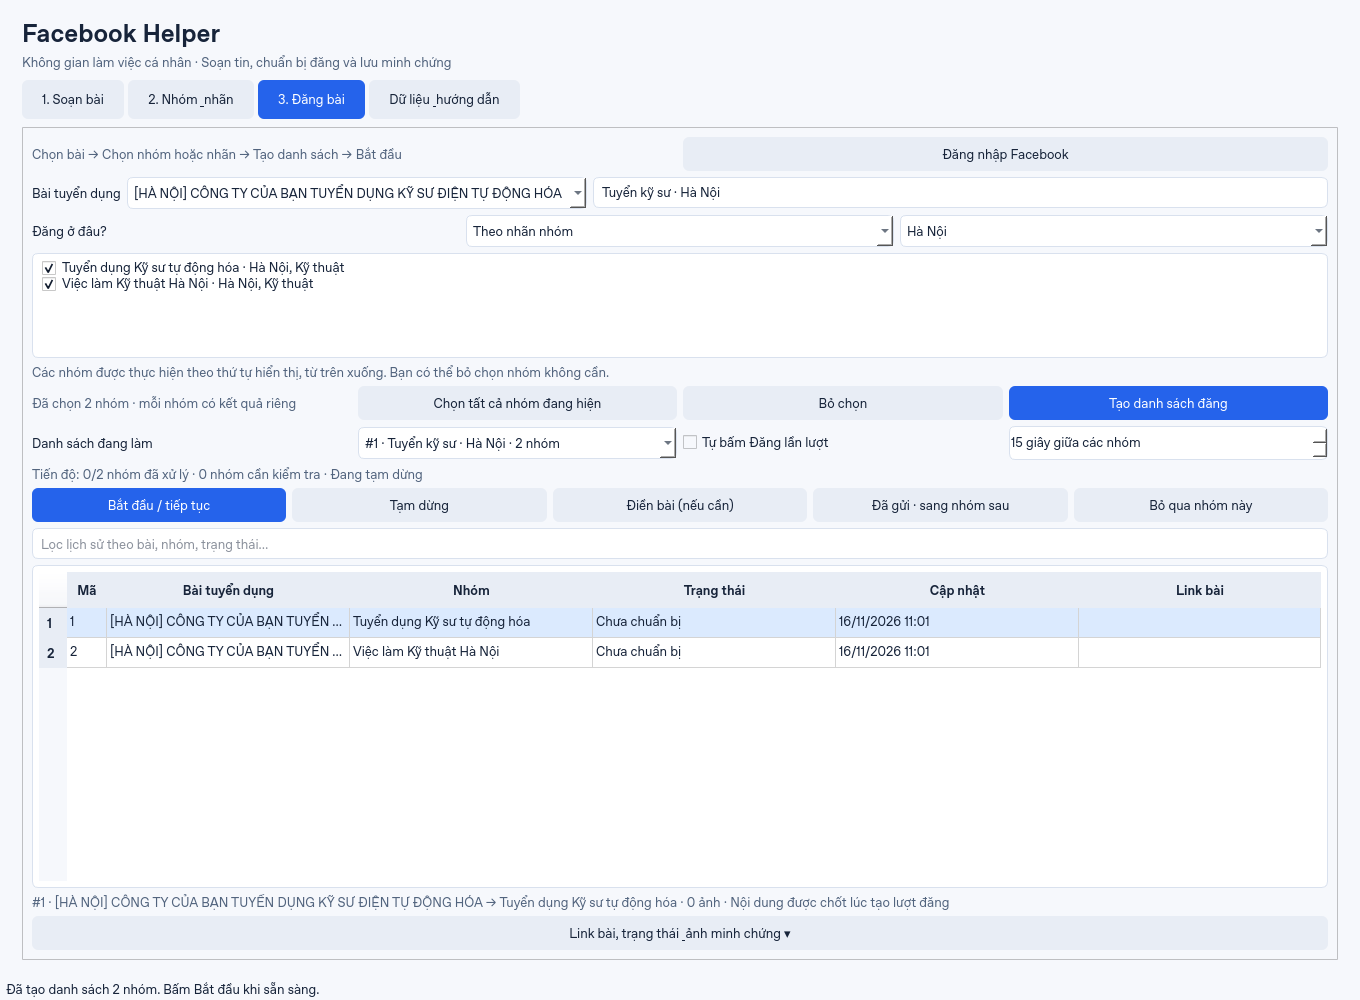 Facebook Helper
Không gian làm việc cá nhân · Soạn tin, chuẩn bị đăng và lưu minh chứng
1. Soạn bài
2. Nhóm _nhãn
3. Đăng bài
Dữ liệu _hướng dẫn
Chọn bài → Chọn nhóm hoặc nhãn → Tạo danh sách → Bắt đầu
Đăng nhập Facebook
Bài tuyển dụng
[HÀ NỘI] CÔNG TY CỦA BẠN TUYỂN DỤNG KỸ SƯ ĐIỆN TỰ ĐỘNG HÓA
Tuyển kỹ sư · Hà Nội
Đăng ở đâu?
Theo nhãn nhóm
Hà Nội
Tuyển dụng Kỹ sư tự động hóa · Hà Nội, Kỹ thuật
Việc làm Kỹ thuật Hà Nội · Hà Nội, Kỹ thuật
Các nhóm được thực hiện theo thứ tự hiển thị, từ trên xuống. Bạn có thể bỏ chọn nhóm không cần.
Đã chọn 2 nhóm · mỗi nhóm có kết quả riêng
Chọn tất cả nhóm đang hiện
Bỏ chọn
Tạo danh sách đăng
Danh sách đang làm
#1 · Tuyển kỹ sư · Hà Nội · 2 nhóm
Tự bấm Đăng lần lượt
15 giây giữa các nhóm
Tiến độ: 0/2 nhóm đã xử lý · 0 nhóm cần kiểm tra · Đang tạm dừng
Bắt đầu / tiếp tục
Tạm dừng
Điền bài (nếu cần)
Đã gửi · sang nhóm sau
Bỏ qua nhóm này
Lọc lịch sử theo bài, nhóm, trạng thái...
Mã
Bài tuyển dụng
Nhóm
Trạng thái
Cập nhật
Link bài
1
1
[HÀ NỘI] CÔNG TY CỦA BẠN TUYỂN ...
Tuyển dụng Kỹ sư tự động hóa
Chưa chuẩn bị
16/11/2026 11:01
2
2
[HÀ NỘI] CÔNG TY CỦA BẠN TUYỂN ...
Việc làm Kỹ thuật Hà Nội
Chưa chuẩn bị
16/11/2026 11:01
#1 · [HÀ NỘI] CÔNG TY CỦA BẠN TUYỂN DỤNG KỸ SƯ ĐIỆN TỰ ĐỘNG HÓA → Tuyển dụng Kỹ sư tự động hóa · 0 ảnh · Nội dung được chốt lúc tạo lượt đăng
Link bài, trạng thái _ảnh minh chứng ▾
Đã tạo danh sách 2 nhóm. Bấm Bắt đầu khi sẵn sàng.